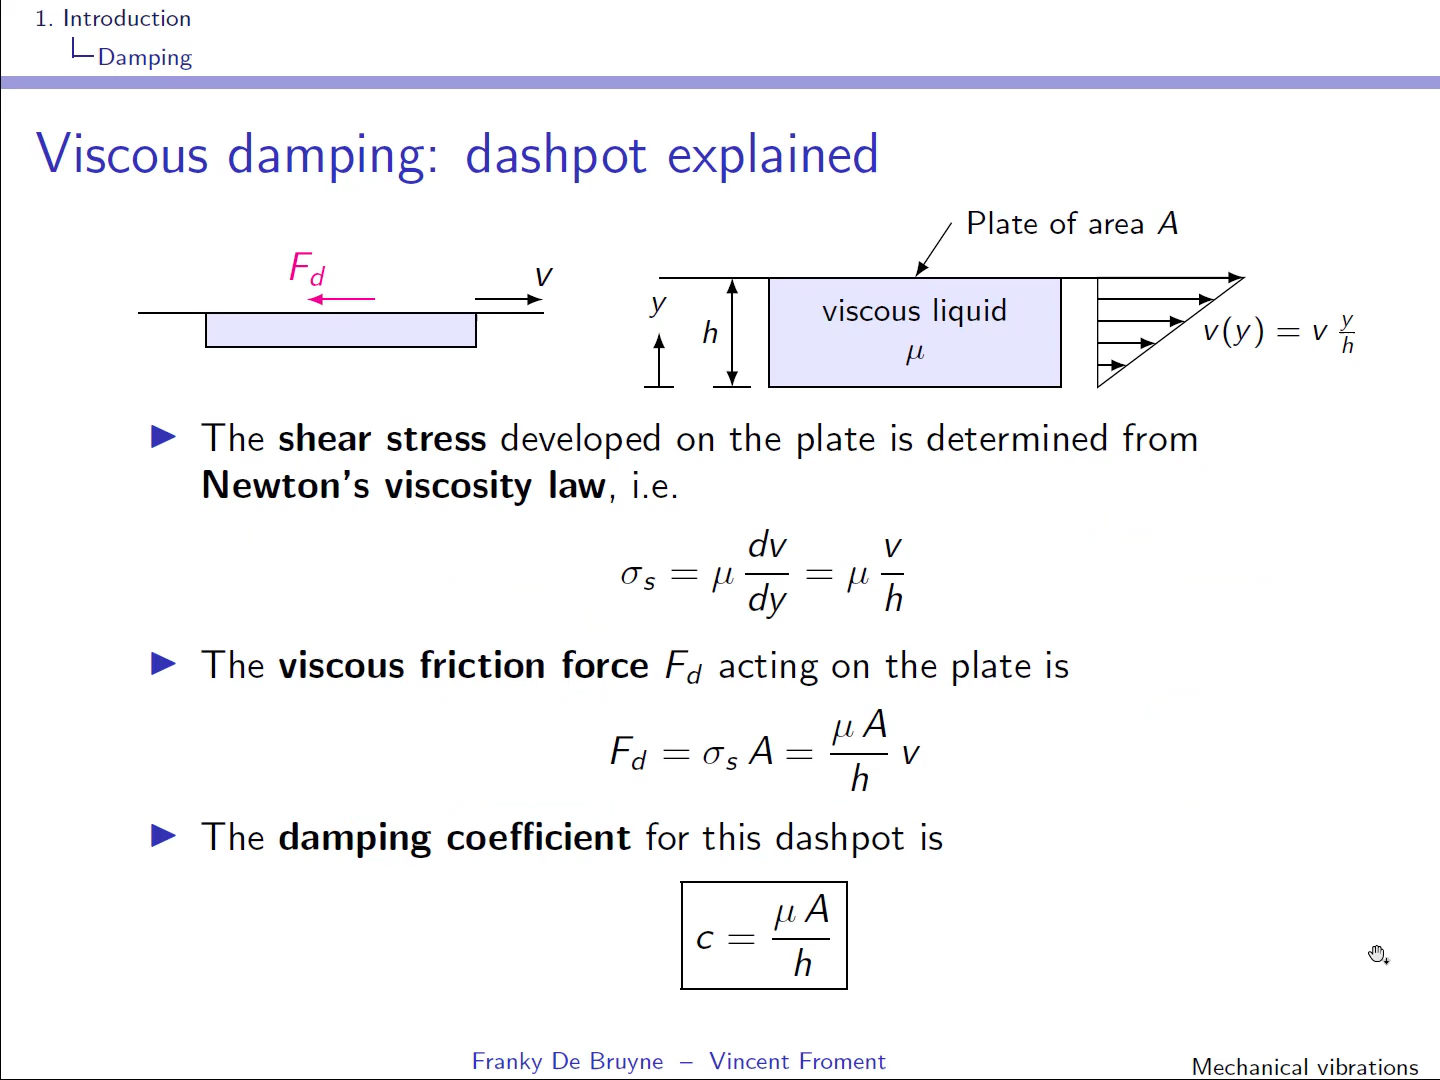 1. Introduction
Damping
Viscous damping: dashpot explained
F_d
v
Plate of area A
y
h
viscous liquid
μ
v(y) = v y/h
The shear stress developed on the plate is determined from
Newton's viscosity law, i.e.
σ_s = μ dv/dy = μ v/h
The viscous friction force F_d acting on the plate is
F_d = σ_s A = μ A/h v
The damping coefficient for this dashpot is
c = μ A/h
Franky De Bruyne – Vincent Froment
Mechanical vibrations